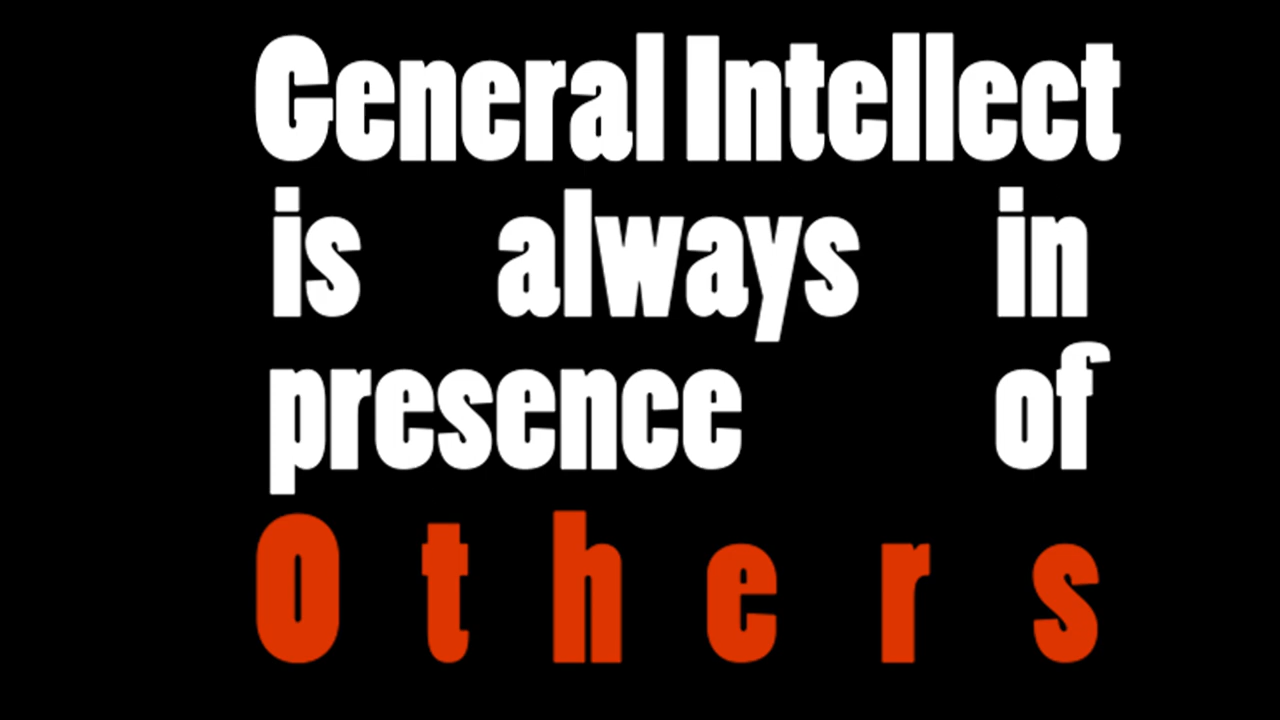 General Intellect
is always in
presence of
Others